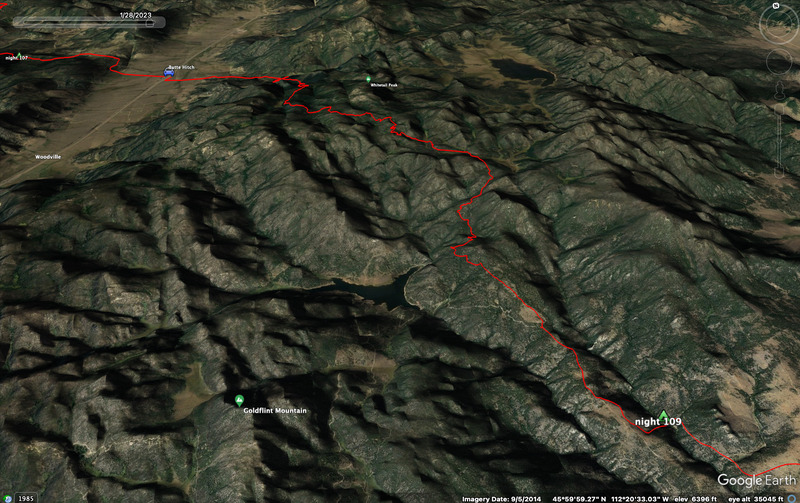 1/28/2023
N
night 107
Butte Hitch
Whitetail Peak
Woodville
Goldflint Mountain
night 109
Google Earth
1985
Imagery Date: 9/5/2014 45°59'59.27" N 112°20'33.03" W elev 6396 ft eye alt 35045 ft